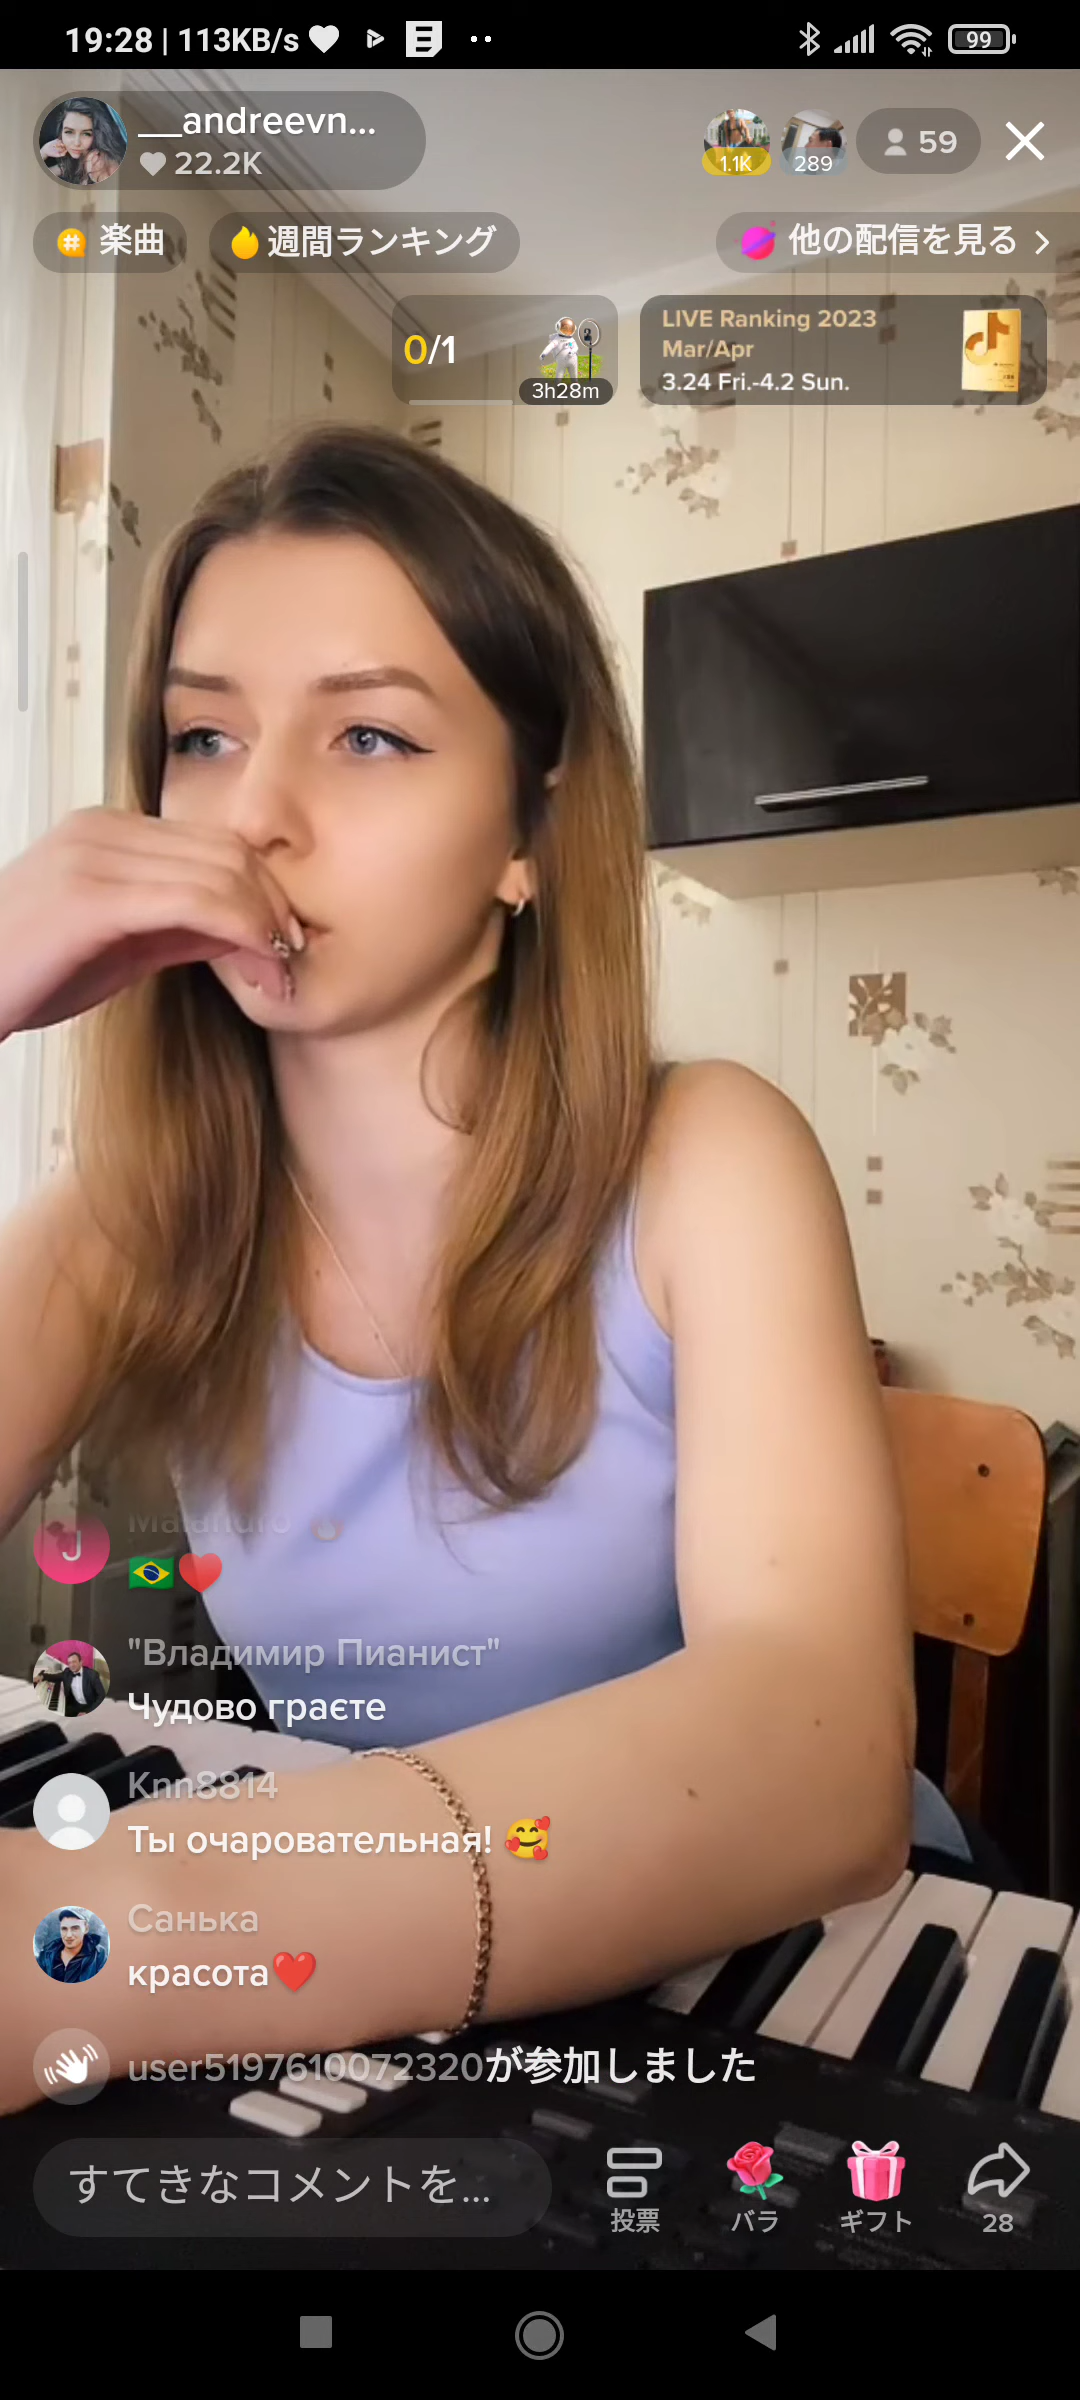 19:28 | 113KB/s
99
__andreevn...
22.2K
1.1K
289
59
楽曲
週間ランキング
他の配信を見る
0/1
2
3h28m
LIVE Ranking 2023
Mar/Apr
3.24 Fri.-4.2 Sun.
J
Malandro
"Владимир Пианист"
Чудово граєте
Knn8814
Ты очаровательная! 🥰
Санька
красота❤️
user5197610072320が参加しました
すてきなコメントを...
投票
バラ
ギフト
28